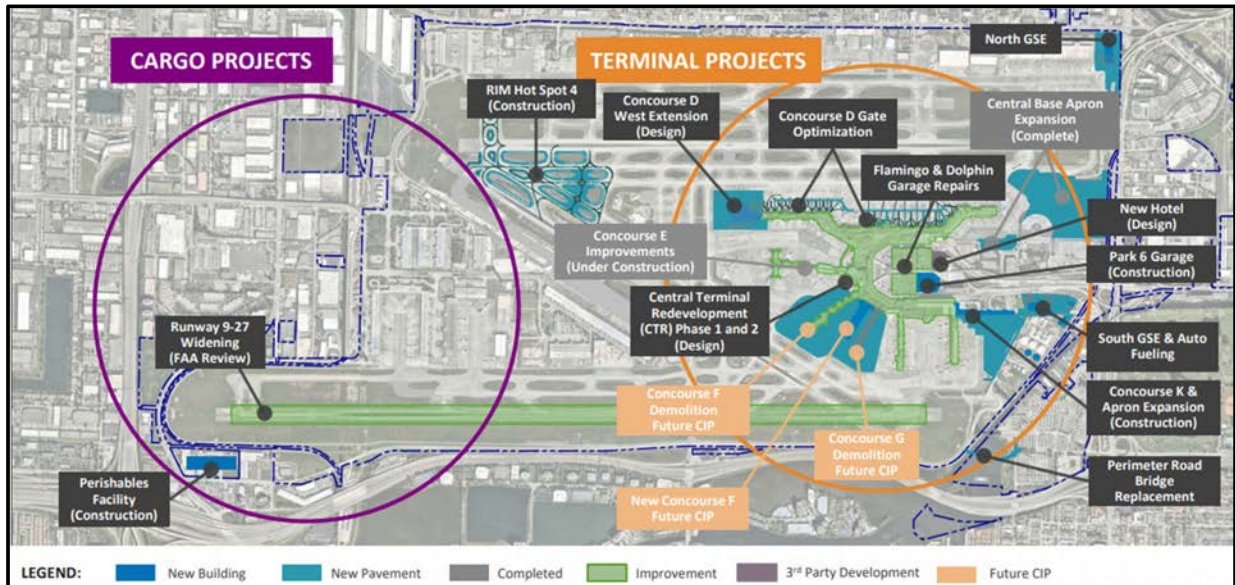 CARGO PROJECTS
TERMINAL PROJECTS
North GSE
RIM Hot Spot 4
(Construction)
Concourse D
West Extension
(Design)
Concourse D Gate
Optimization
Central Base Apron
Expansion
(Complete)
Flamingo & Dolphin
Garage Repairs
New Hotel
(Design)
Concourse E
Improvements
(Under Construction)
Park 6 Garage
(Construction)
Central Terminal
Redevelopment
(CTR) Phase 1 and 2
(Design)
Runway 9-27
Widening
(FAA Review)
South GSE & Auto
Fueling
Concourse F
Demolition
Future CIP
Concourse K &
Apron Expansion
(Construction)
Concourse G
Demolition
Future CIP
Perishables
Facility
(Construction)
New Concourse F
Future CIP
Perimeter Road
Bridge
Replacement
LEGEND:
New Building
New Pavement
Completed
Improvement
3rd Party Development
Future CIP